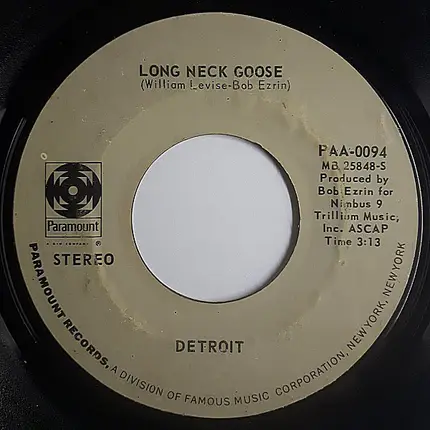 LONG NECK GOOSE
(William Levise-Bob Ezrin)
PAA-0094
MB 25848-S
Produced by
Bob Ezrin for
Nimbus 9
Trillium Music,
Inc. ASCAP
Time 3:13
Paramount
STEREO
DETROIT
PARAMOUNT RECORDS, A DIVISION OF FAMOUS MUSIC CORPORATION, NEW YORK, NEW YORK